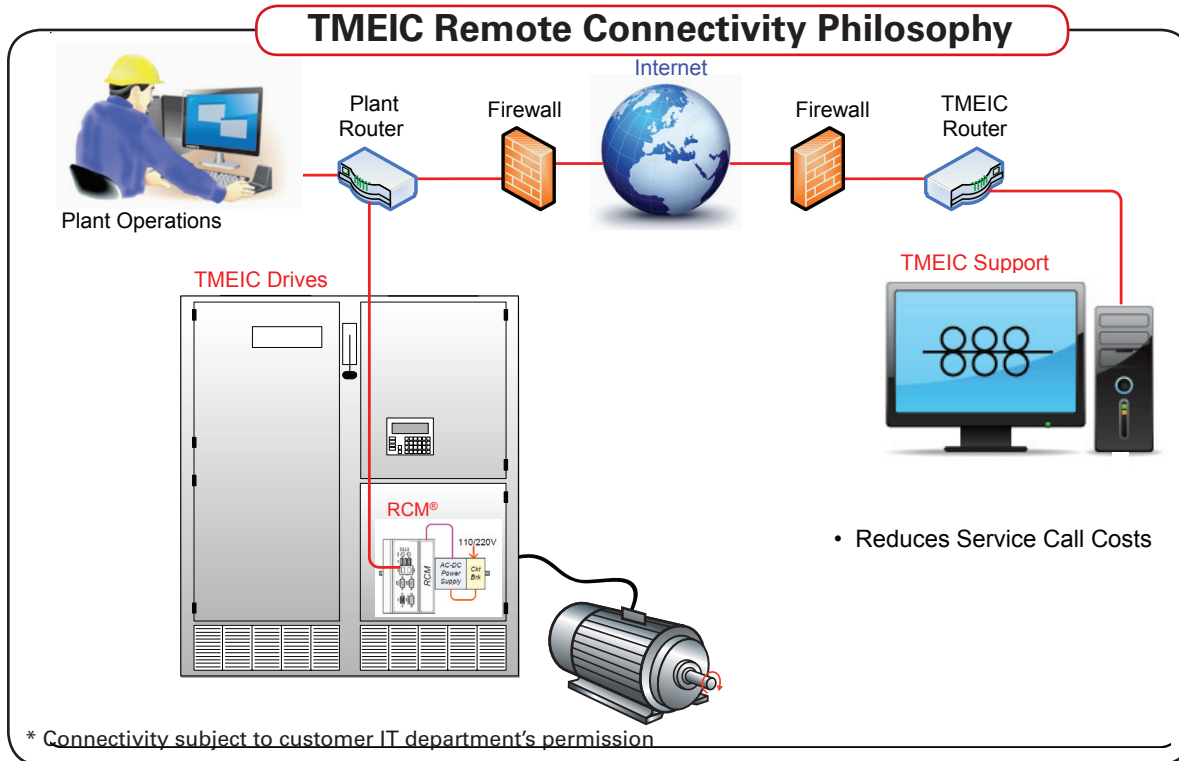 TMEIC Remote Connectivity Philosophy
Internet
Plant
Router
Firewall
Firewall
TMEIC
Router
Plant Operations
TMEIC Drives
TMEIC Support
RCM®
110/220V
RCM
AC-DC
Power
Supply
Ckt
Brk
• Reduces Service Call Costs
* Connectivity subject to customer IT department's permission